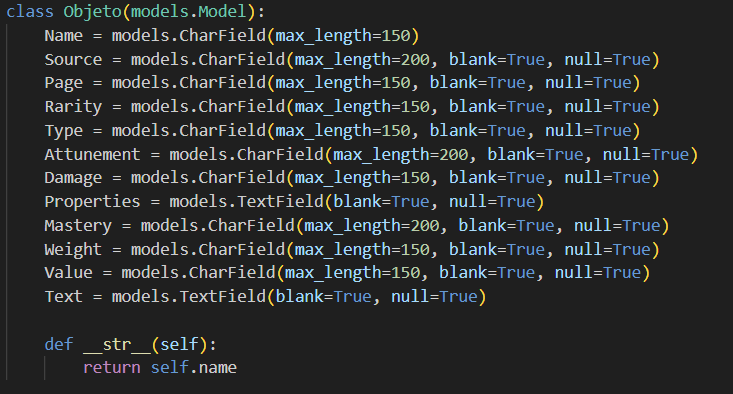 class Objeto(models.Model):
    Name = models.CharField(max_length=150)
    Source = models.CharField(max_length=200, blank=True, null=True)
    Page = models.CharField(max_length=150, blank=True, null=True)
    Rarity = models.CharField(max_length=150, blank=True, null=True)
    Type = models.CharField(max_length=150, blank=True, null=True)
    Attunement = models.CharField(max_length=200, blank=True, null=True)
    Damage = models.CharField(max_length=150, blank=True, null=True)
    Properties = models.TextField(blank=True, null=True)
    Mastery = models.CharField(max_length=200, blank=True, null=True)
    Weight = models.CharField(max_length=150, blank=True, null=True)
    Value = models.CharField(max_length=150, blank=True, null=True)
    Text = models.TextField(blank=True, null=True)

    def __str__(self):
        return self.name